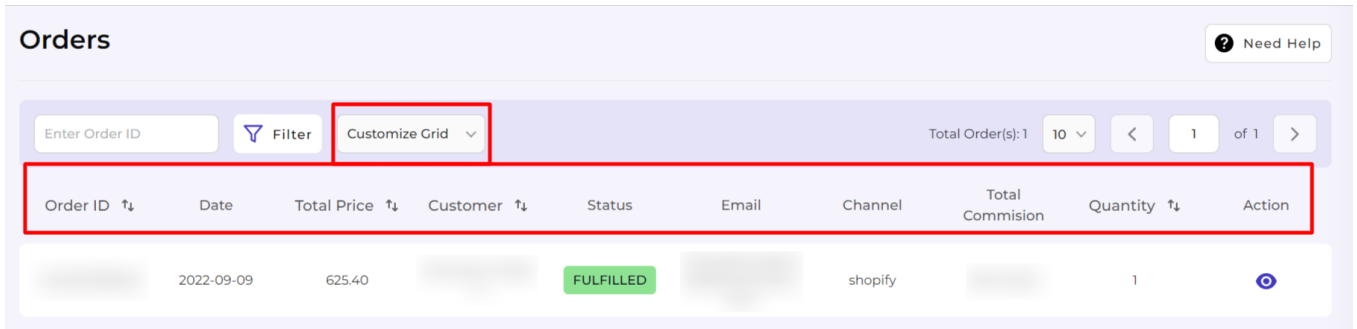 Orders
Need Help
Enter Order ID
Filter
Customize Grid
Total Order(s): 1
10
1
of 1
Order ID
Date
Total Price
Customer
Status
Email
Channel
Total
Commision
Quantity
Action
2022-09-09
625.40
FULFILLED
shopify
1